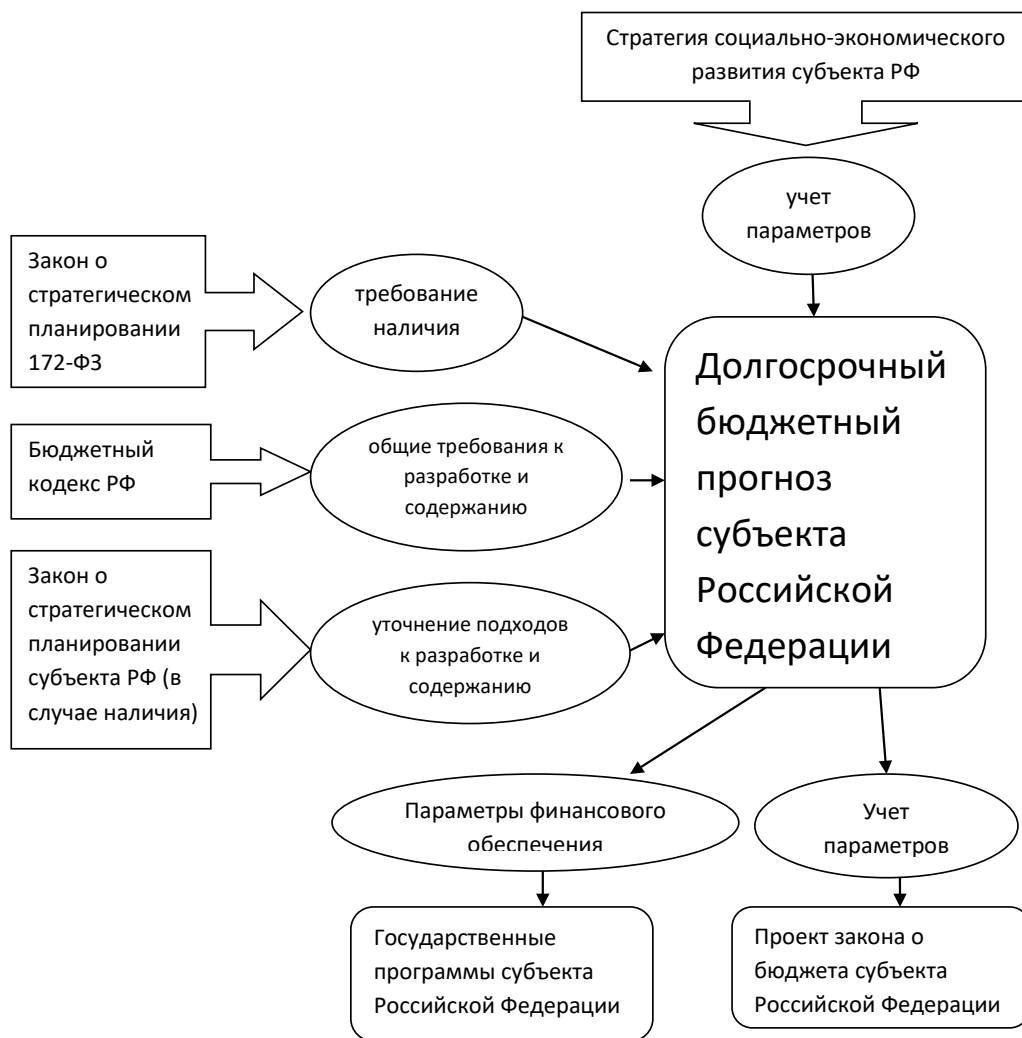 Стратегия социально-экономического
развития субъекта РФ
учет
параметров
Закон о
стратегическом
планировании
172-ФЗ
требование
наличия
Бюджетный
кодекс РФ
общие требования к
разработке и
содержанию
Закон о
стратегическом
планировании
субъекта РФ (в
случае наличия)
уточнение подходов
к разработке и
содержанию
Долгосрочный
бюджетный
прогноз
субъекта
Российской
Федерации
Параметры финансового
обеспечения
Учет
параметров
Государственные
программы субъекта
Российской Федерации
Проект закона о
бюджета субъекта
Российской Федерации